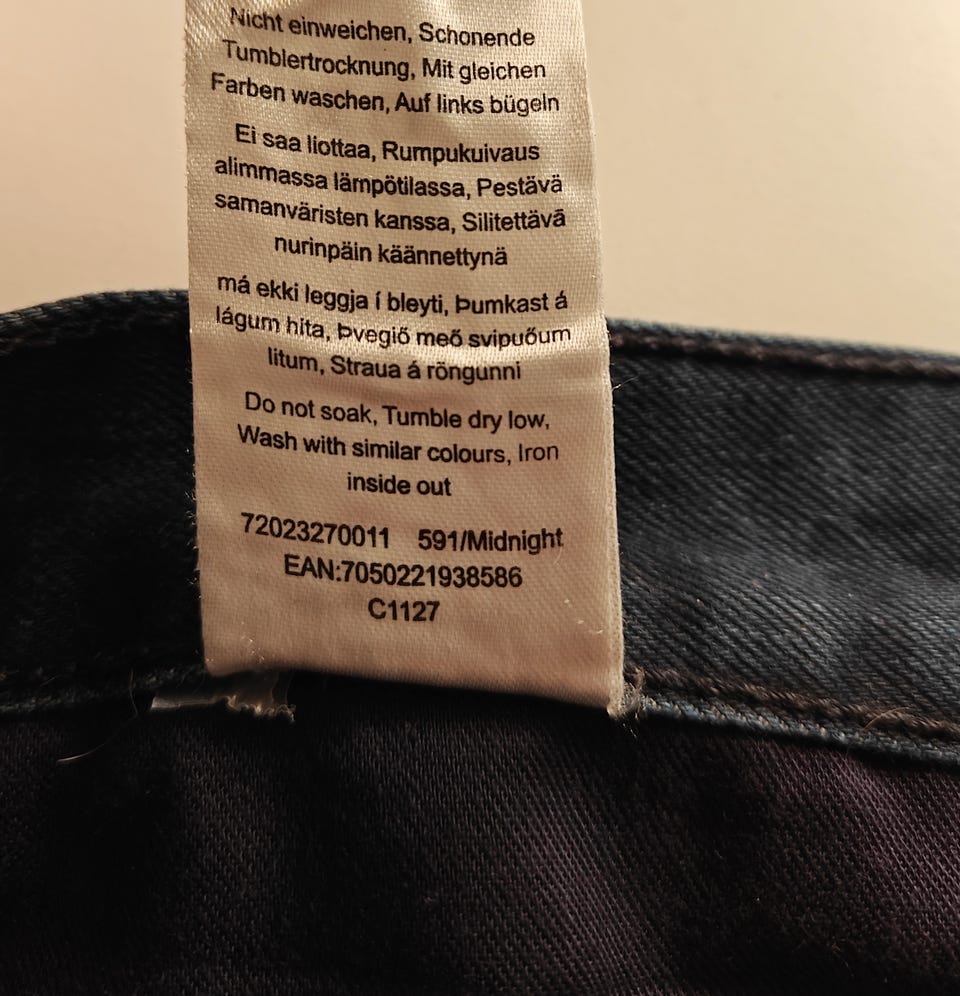 Nicht einweichen, Schonende
Tumblertrocknung, Mit gleichen
Farben waschen, Auf links bügeln
Ei saa liottaa, Rumpukuivaus
alimmassa lämpötilassa, Pestävä
samanväristen kanssa, Silitettävä
nurinpäin käännettynä
má ekki leggja í bleyti, Þumkast á
lágum hita, Þvegið með svipuðum
litum, Straua á röngunni
Do not soak, Tumble dry low,
Wash with similar colours, Iron
inside out
72023270011 591/Midnight
EAN:7050221938586
C1127